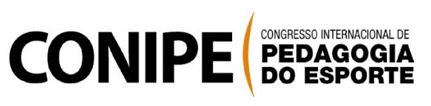 CONIPE
CONGRESSO INTERNACIONAL DE
PEDAGOGIA
DO ESPORTE